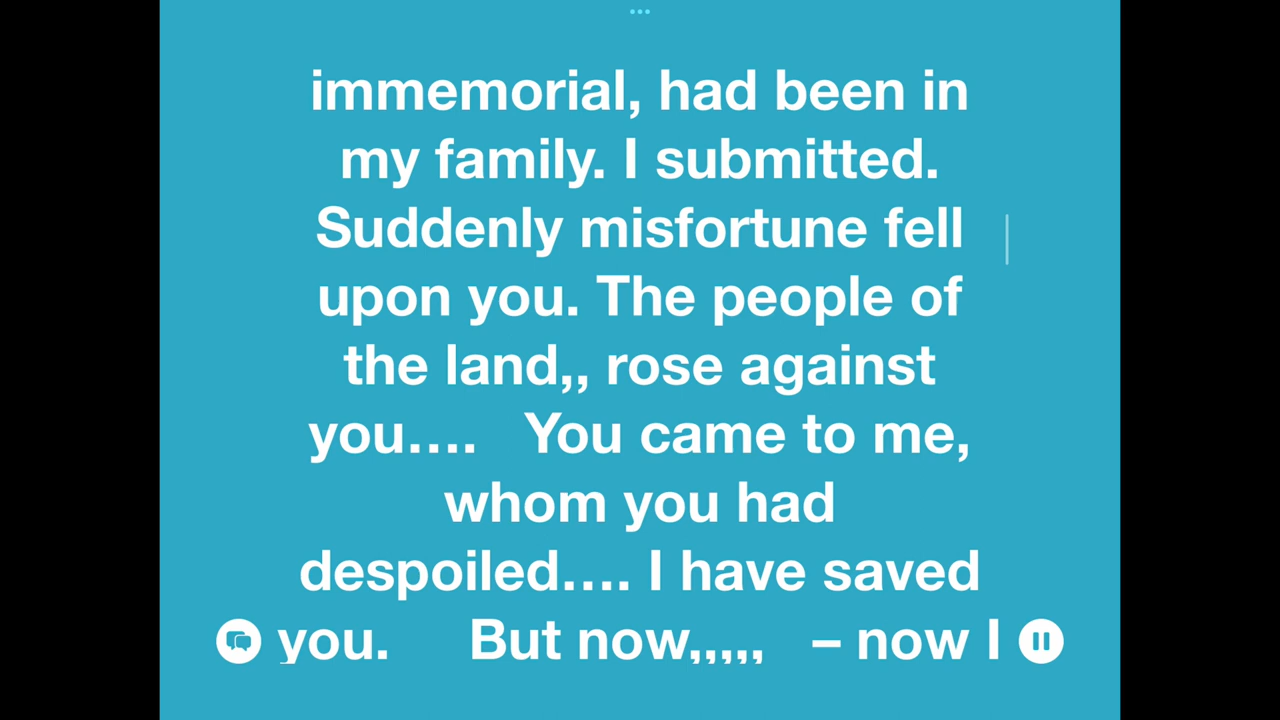 immemorial, had been in
my family. I submitted.
Suddenly misfortune fell
upon you. The people of
the land,, rose against
you…. You came to me,
whom you had
despoiled…. I have saved
you. But now,,,,, – now I